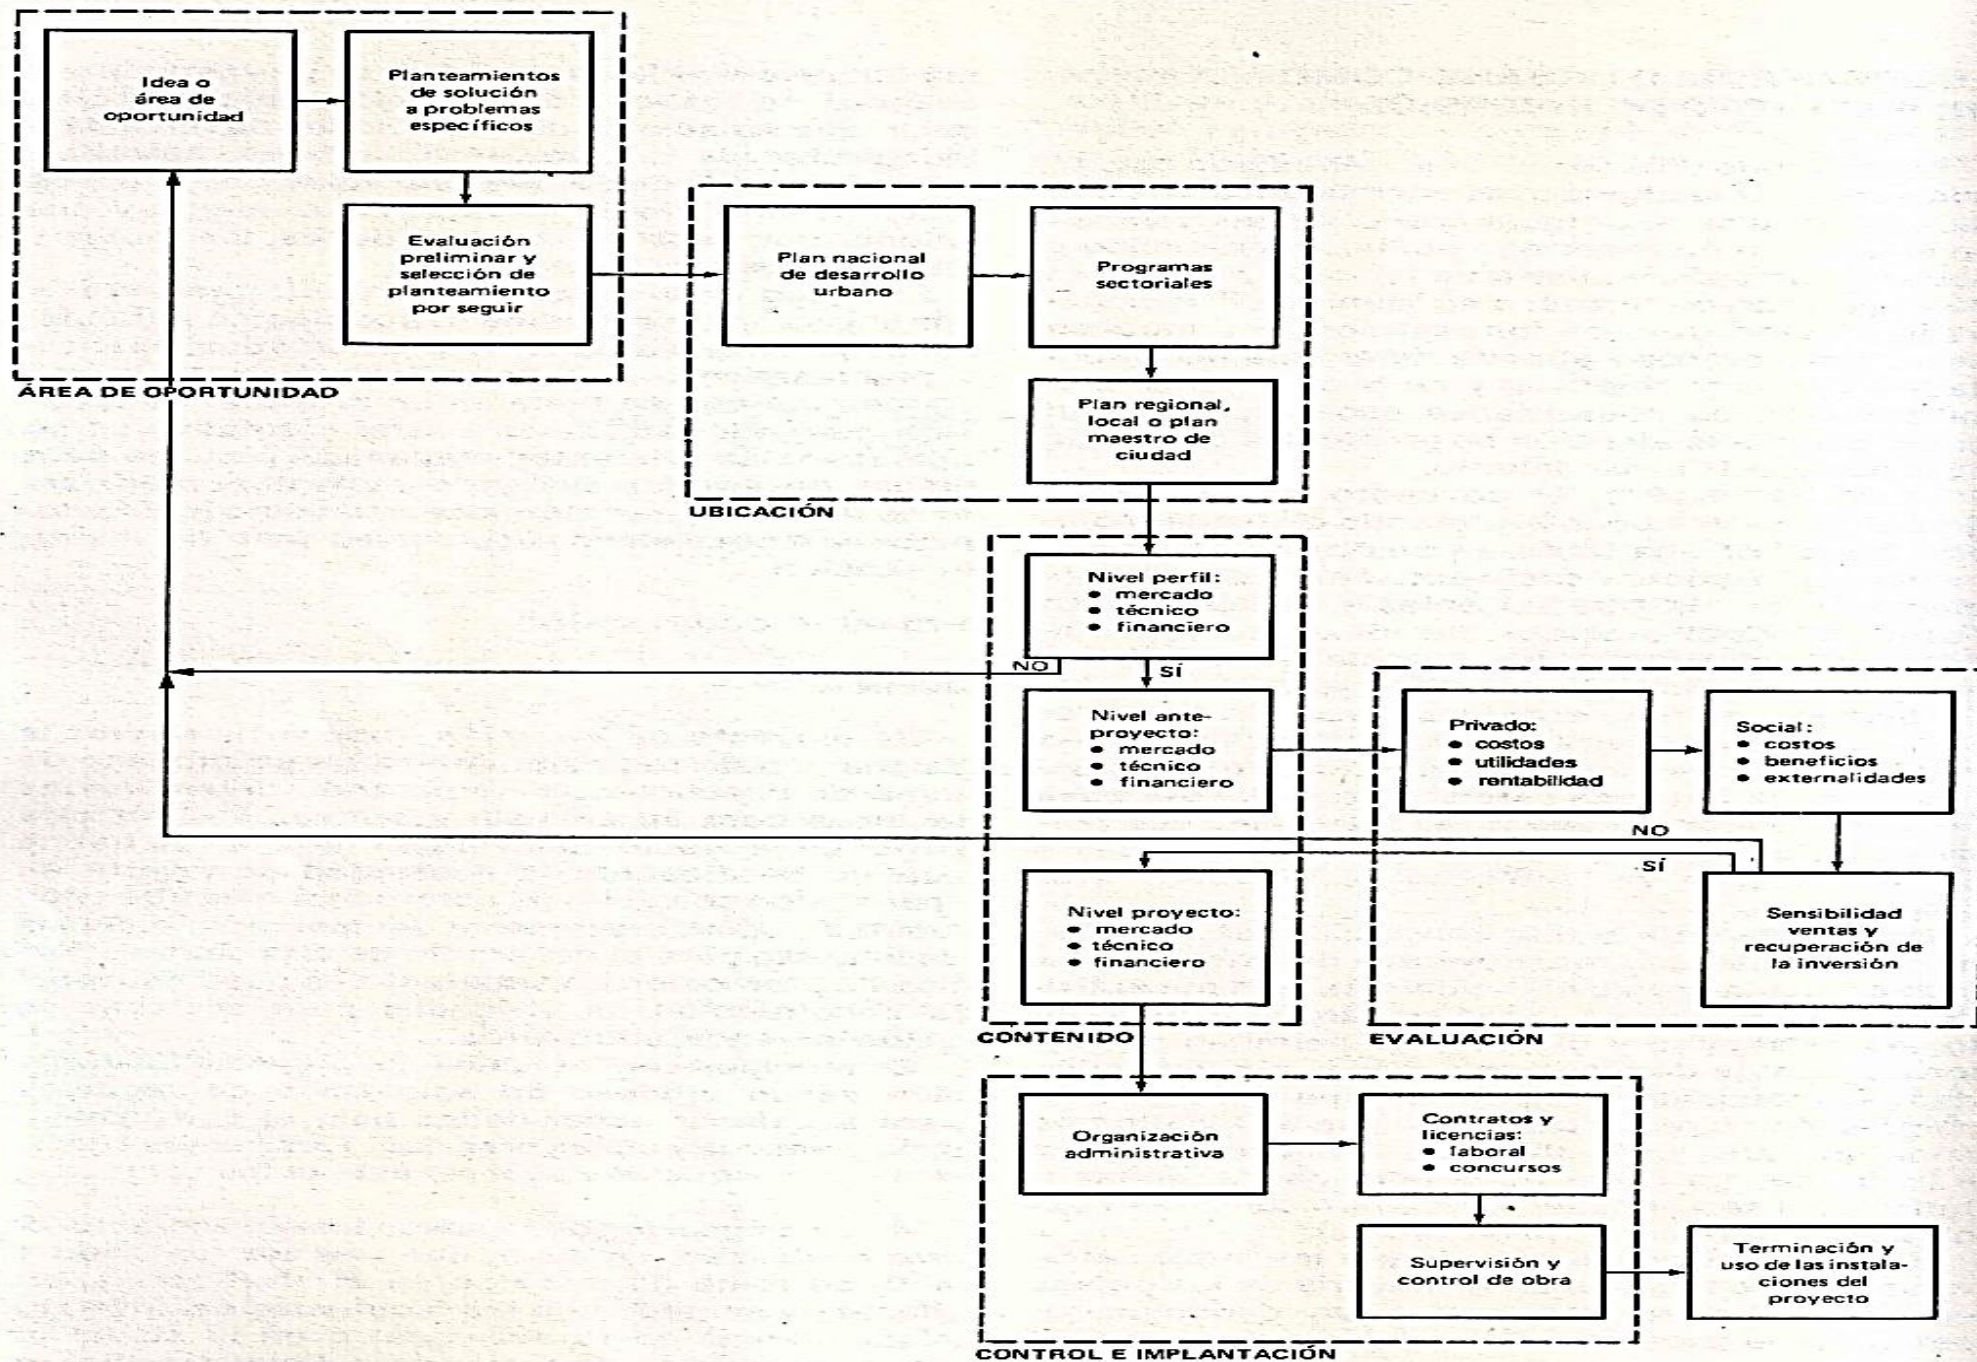 Idea o
área de
oportunidad
Planteamientos
de solución
a problemas
específicos
Evaluación
preliminar y
selección de
planteamiento
por seguir
ÁREA DE OPORTUNIDAD
Plan nacional
de desarrollo
urbano
Programas
sectoriales
Plan regional,
local o plan
maestro de
ciudad
UBICACIÓN
Nivel perfil:
• mercado
• técnico
• financiero
NO
SÍ
Nivel ante-
proyecto:
• mercado
• técnico
• financiero
Privado:
• costos
• utilidades
• rentabilidad
Social:
• costos
• beneficios
• externalidades
NO
SÍ
Nivel proyecto:
• mercado
• técnico
• financiero
Sensibilidad
ventas y
recuperación de
la inversión
CONTENIDO
EVALUACIÓN
Organización
administrativa
Contratos y
licencias:
• laboral
• concursos
Supervisión y
control de obra
Terminación y
uso de las instala-
ciones del
proyecto
CONTROL E IMPLANTACIÓN